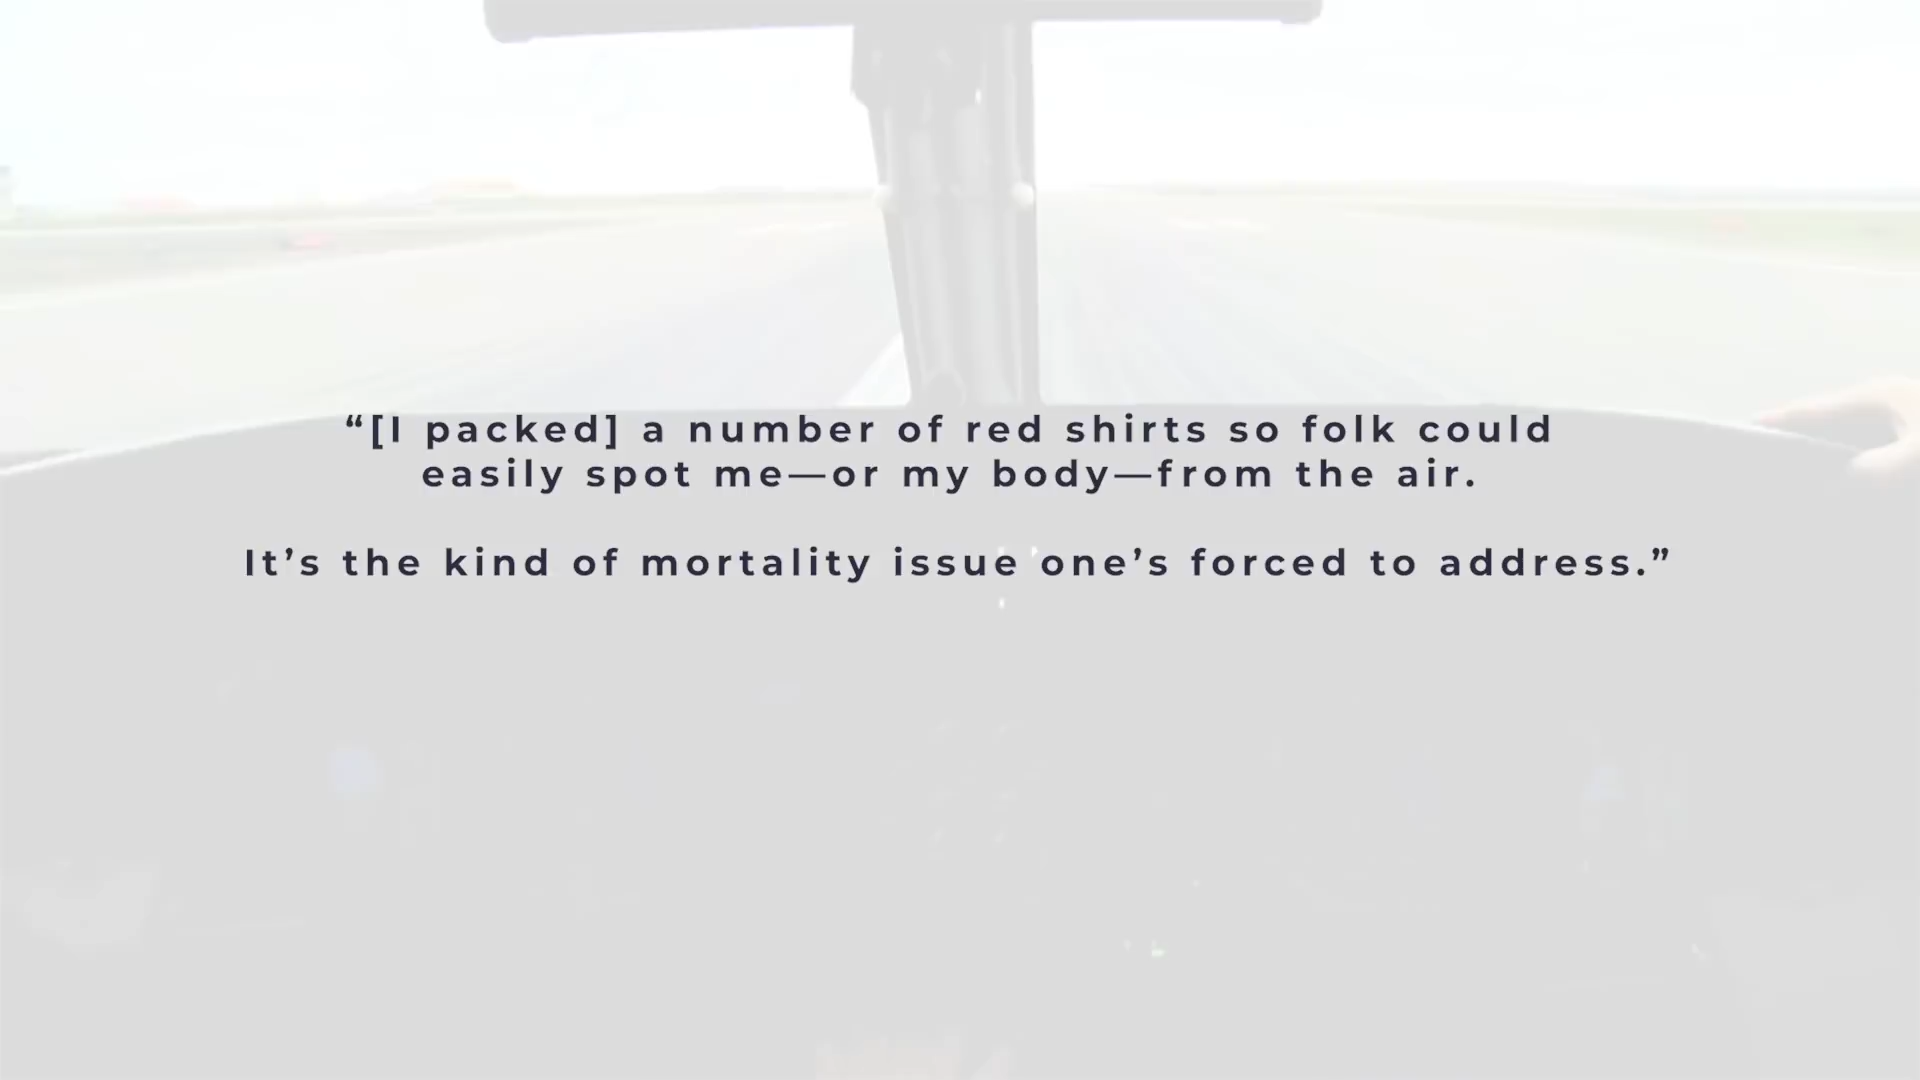 “[I packed] a number of red shirts so folk could
easily spot me—or my body—from the air.
It’s the kind of mortality issue one’s forced to address.”